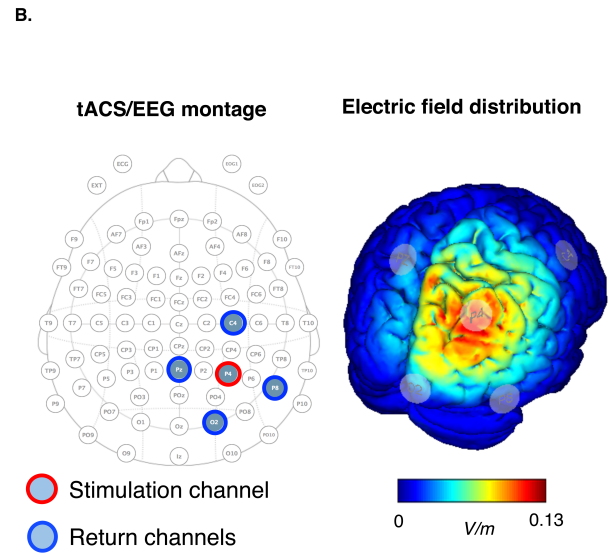 B.
tACS/EEG montage
Electric field distribution
ECG
EOG1
EXT
EOG2
Fp1 Fpz Fp2
AF7 AF8
F9 F10
AF3 AFz AF4
FT9 F7 F5 F3 F1 Fz F2 F4 F6 F8 FT10
FT7 FC5 FC3 FC1 FCz FC2 FC4 FC6 FT8
T9 T7 C5 C3 C1 Cz C2 C4 C6 T8 T10
TP9 TP7 CP5 CP3 CP1 CPz CP2 CP4 CP6 TP8 TP10
P9 P7 P5 P3 P1 Pz P2 P4 P6 P8 P10
PO9 PO7 PO3 POz PO4 PO8 PO10
O9 O1 Oz O2 O10
Iz
P4
Stimulation channel
Return channels
0
V/m
0.13